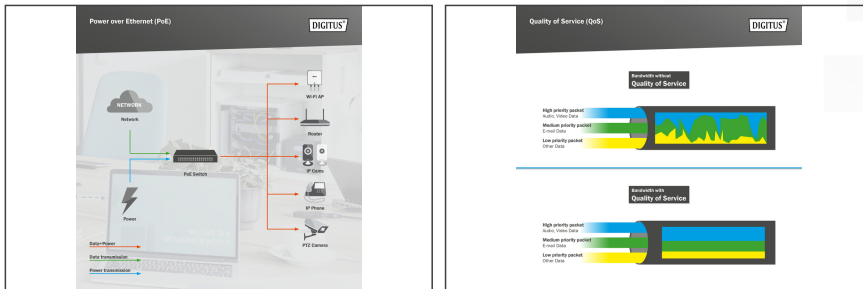 Power over Ethernet (PoE)
DIGITUS®
NETWORK
Network
PoE Switch
Power
Wi-Fi AP
Router
IP Cams
IP Phone
PTZ Camera
Data+Power
Data transmission
Power transmission
Quality of Service (QoS)
DIGITUS®
Bandwidth without
Quality of Service
High priority packet
Audio, Video Data
Medium priority packet
E-mail Data
Low priority packet
Other Data
Bandwidth with
Quality of Service
High priority packet
Audio, Video Data
Medium priority packet
E-mail Data
Low priority packet
Other Data